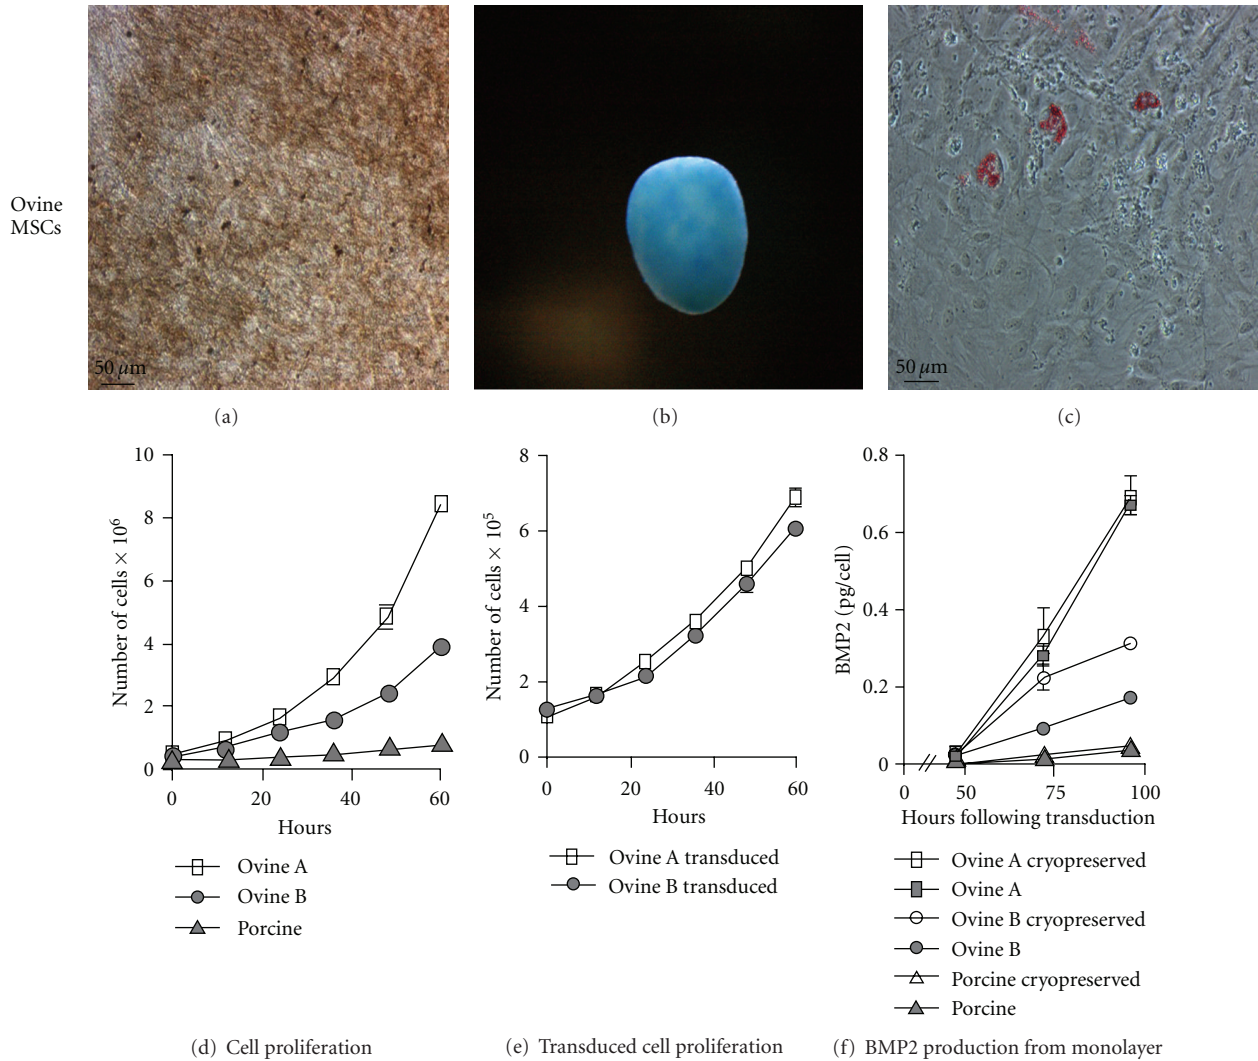 Ovine
MSCs
50 μm
50 μm
(a)
(b)
(c)
10
8
6
4
2
0
Number of cells × 10⁶
0
20
40
60
Hours
Ovine A
Ovine B
Porcine
(d) Cell proliferation
8
6
4
2
0
Number of cells × 10⁵
0
20
40
60
Hours
Ovine A transduced
Ovine B transduced
(e) Transduced cell proliferation
0.8
0.6
0.4
0.2
0
BMP2 (pg/cell)
0
50
75
100
Hours following transduction
Ovine A cryopreserved
Ovine A
Ovine B cryopreserved
Ovine B
Porcine cryopreserved
Porcine
(f) BMP2 production from monolayer